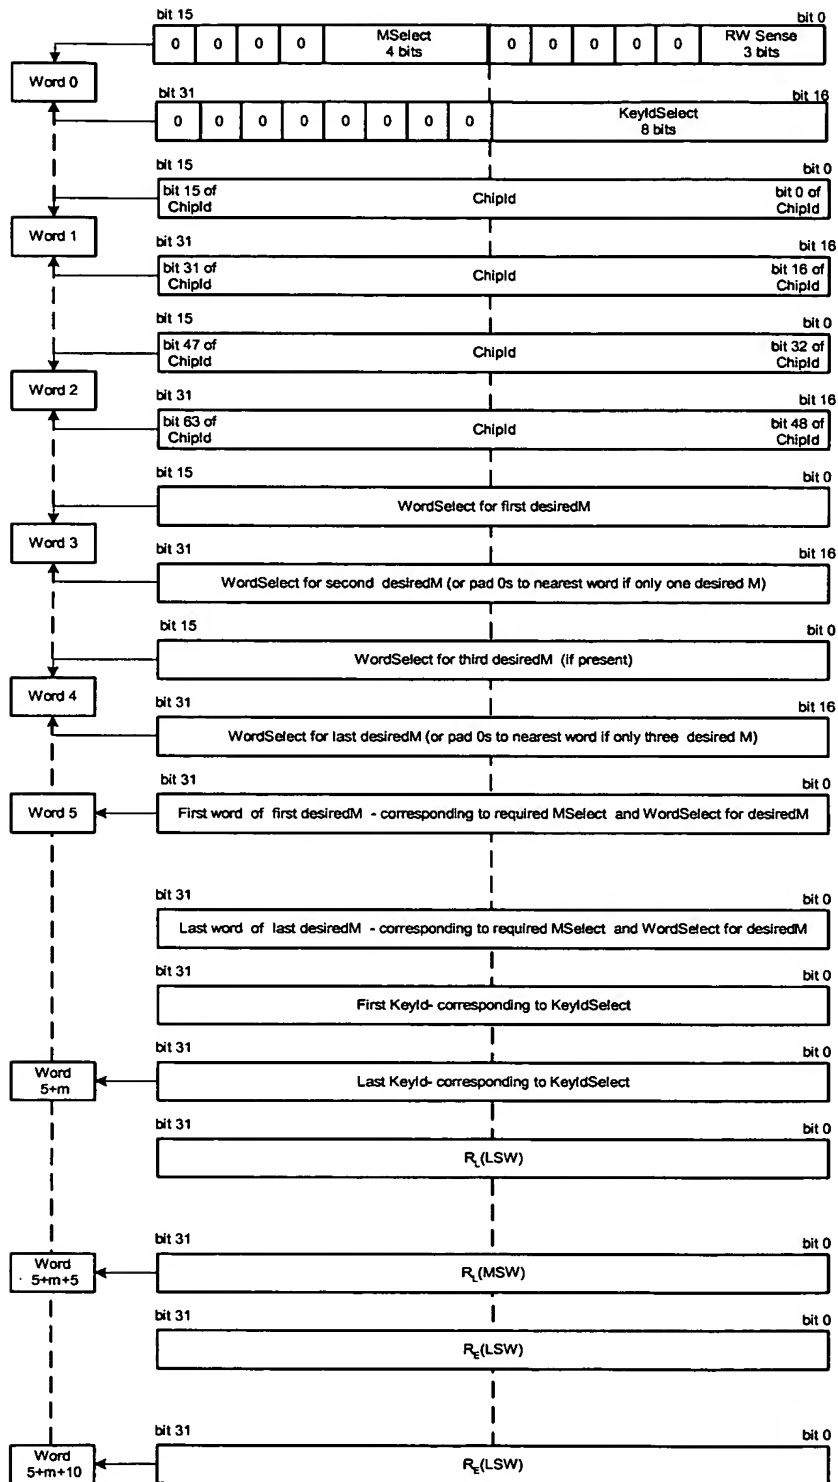 bit 15
bit 0
0 0 0 0 MSelect 4 bits 0 0 0 0 0 RW Sense 3 bits
Word 0
bit 31
bit 16
0 0 0 0 0 0 0 0 KeyIdSelect 8 bits
bit 15
bit 0
bit 15 of ChipId
ChipId
bit 0 of ChipId
Word 1
bit 31
bit 16
bit 31 of ChipId
ChipId
bit 16 of ChipId
bit 15
bit 0
bit 47 of ChipId
ChipId
bit 32 of ChipId
Word 2
bit 31
bit 16
bit 63 of ChipId
ChipId
bit 48 of ChipId
bit 15
bit 0
WordSelect for first desiredM
Word 3
bit 31
bit 16
WordSelect for second desiredM (or pad 0s to nearest word if only one desired M)
bit 15
bit 0
WordSelect for third desiredM (if present)
Word 4
bit 31
bit 16
WordSelect for last desiredM (or pad 0s to nearest word if only three desired M)
bit 31
bit 0
Word 5
First word of first desiredM - corresponding to required MSelect and WordSelect for desiredM
bit 31
bit 0
Last word of last desiredM - corresponding to required MSelect and WordSelect for desiredM
bit 31
bit 0
First KeyId- corresponding to KeyIdSelect
bit 31
bit 0
Word 5+m
Last KeyId- corresponding to KeyIdSelect
bit 31
bit 0
RL(LSW)
bit 31
bit 0
Word 5+m+5
RL(MSW)
bit 31
bit 0
RE(LSW)
bit 31
bit 0
Word 5+m+10
RE(LSW)